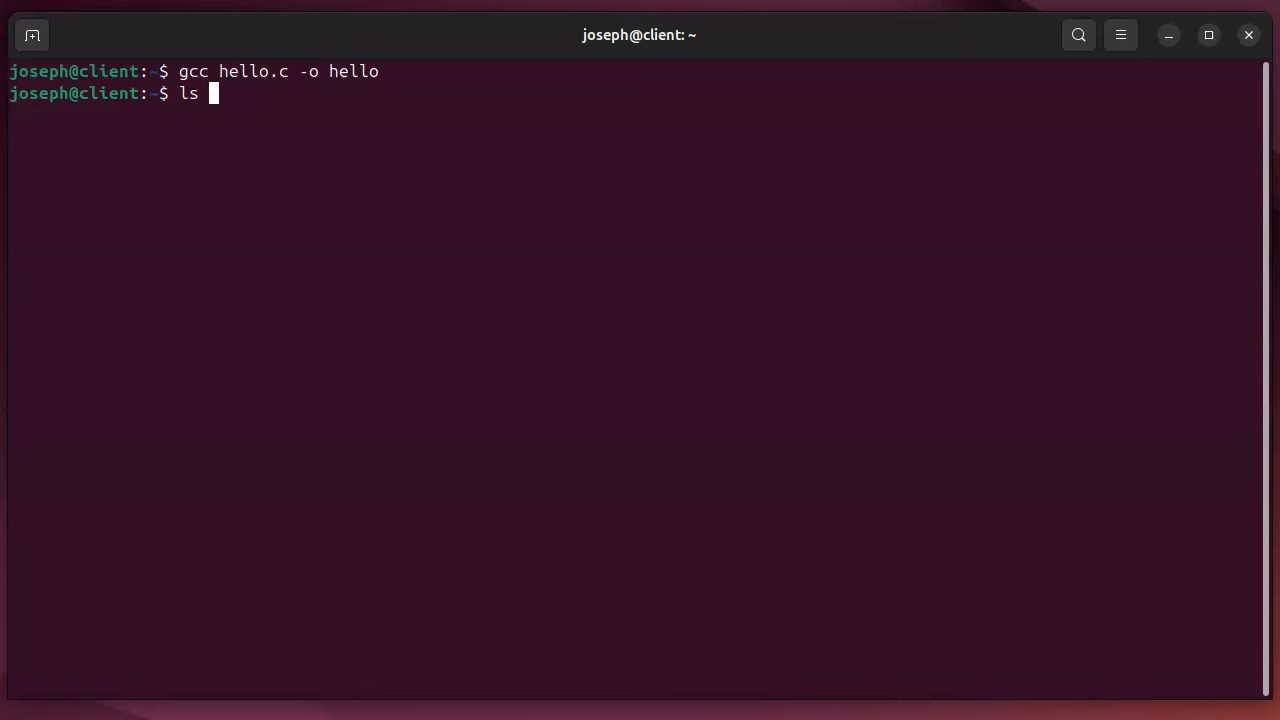 joseph@client: ~
joseph@client:~$ gcc hello.c -o hello
joseph@client:~$ ls